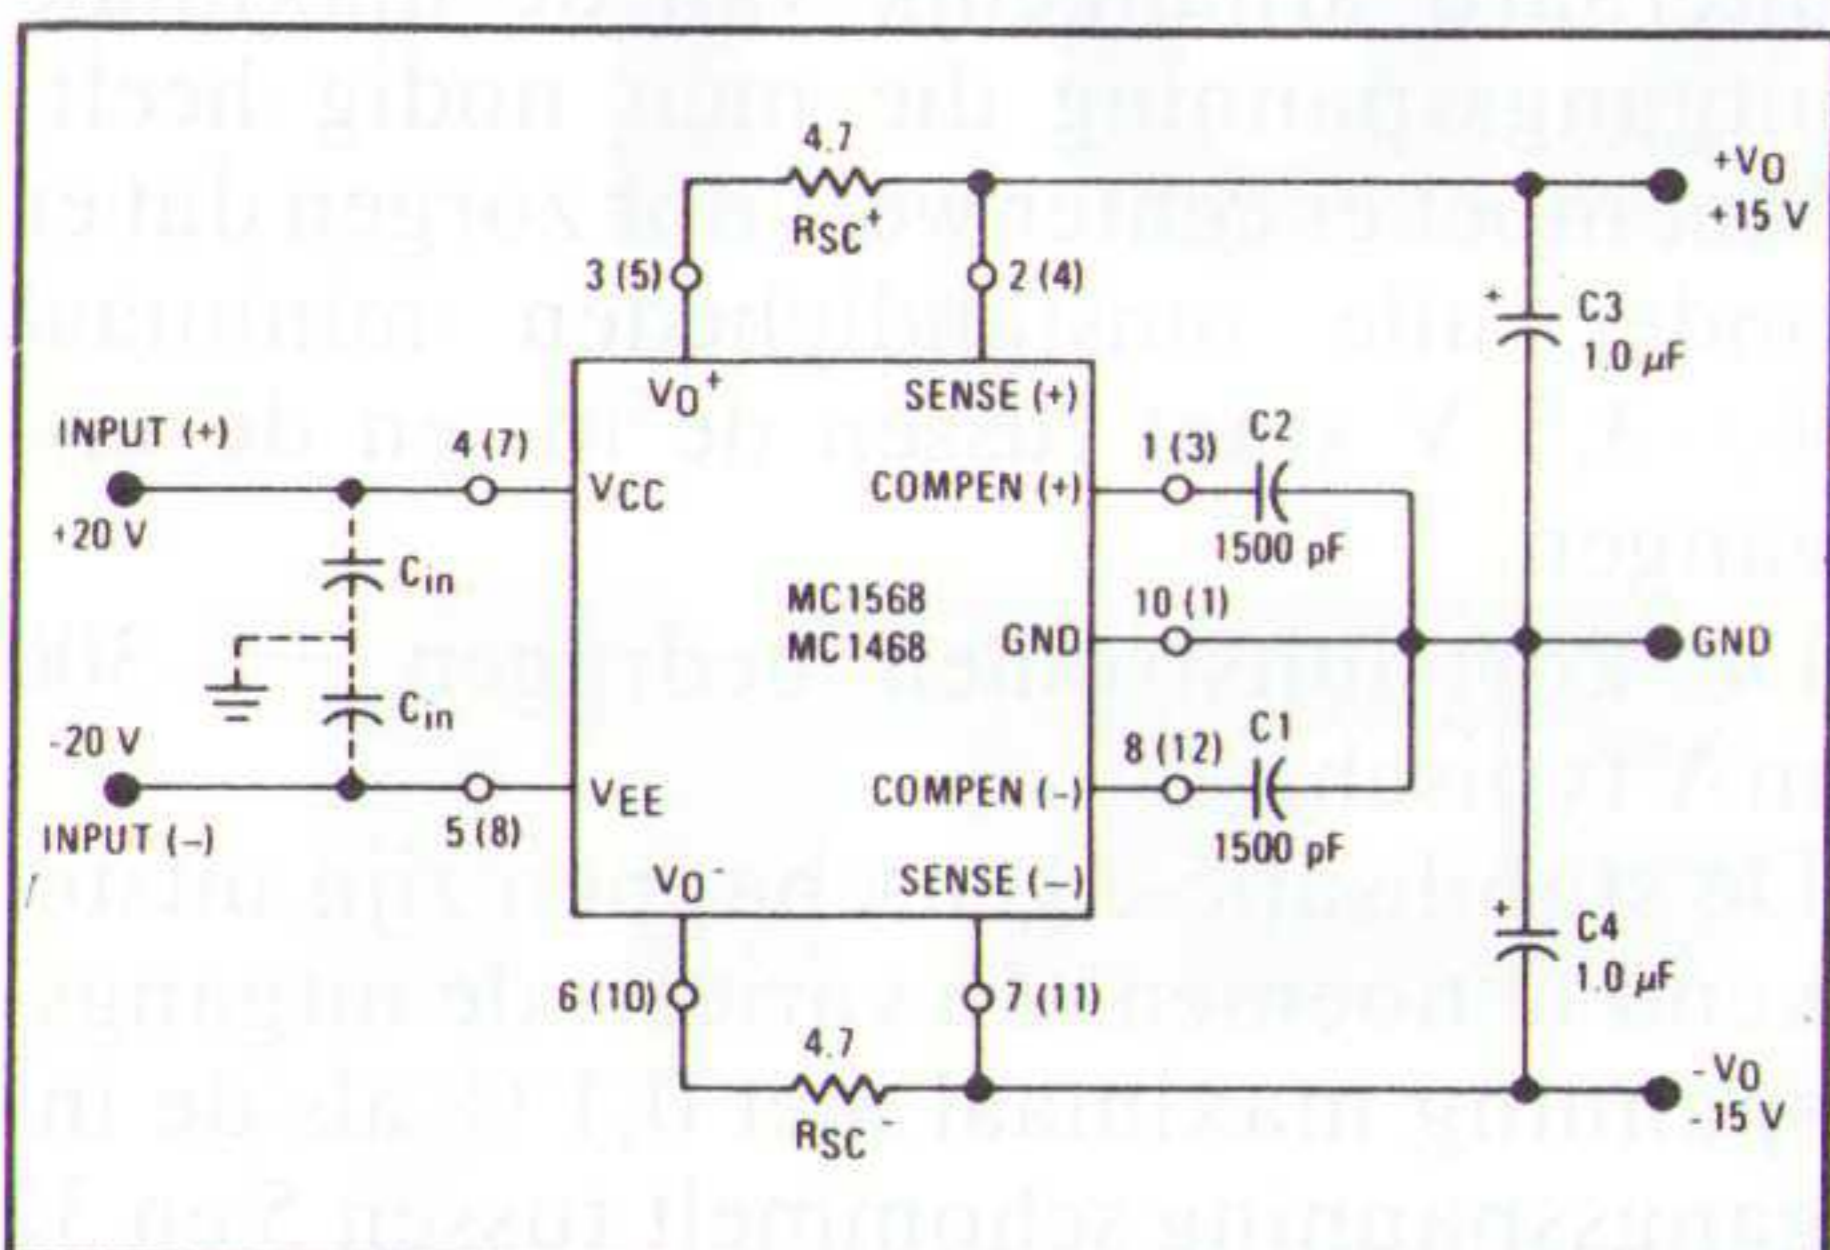 4.7
RSC+
+VO
+15 V
3 (5)
2 (4)
+
C3
1.0 µF
VO+
SENSE (+)
INPUT (+)
4 (7)
+20 V
VCC
COMPEN (+)
1 (3)
C2
1500 pF
Cin
MC1568
MC1468
GND
10 (1)
GND
Cin
-20 V
INPUT (–)
5 (8)
VEE
COMPEN (–)
8 (12)
C1
1500 pF
VO-
SENSE (–)
+
C4
1.0 µF
6 (10)
7 (11)
4.7
RSC-
-VO
-15 V